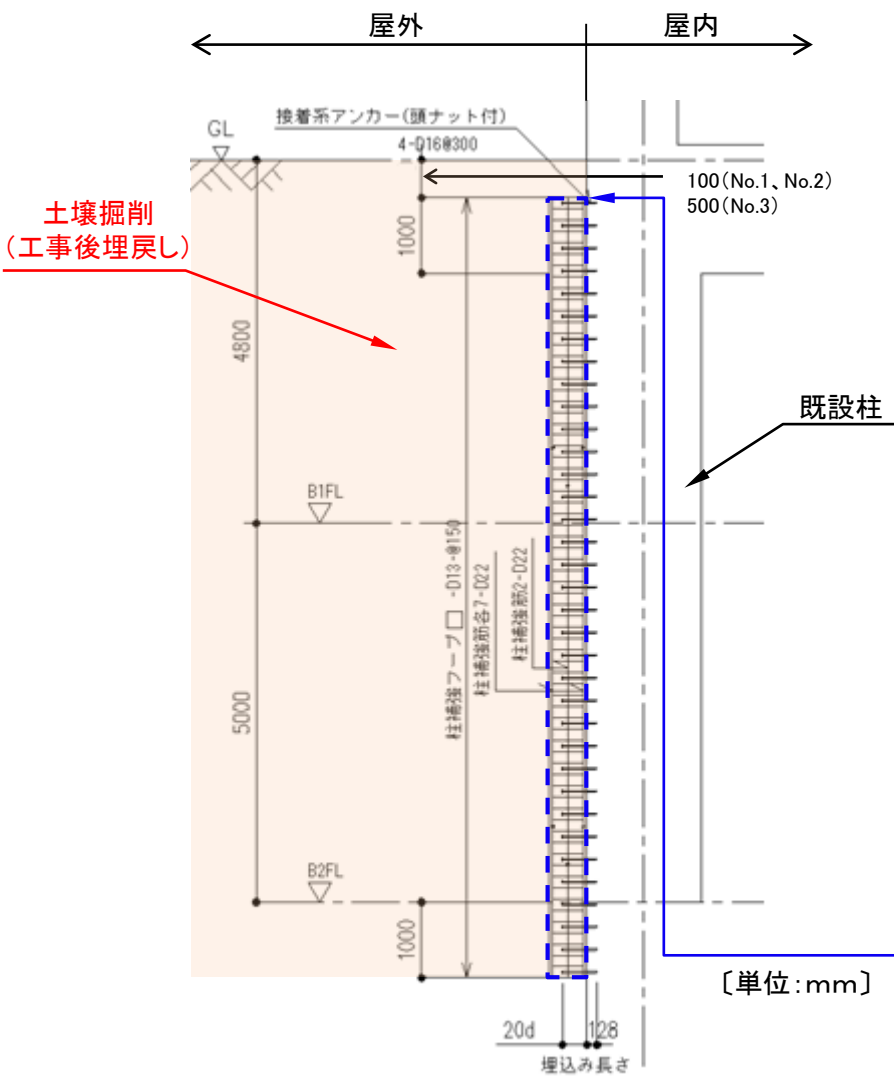 屋外
屋内
接着系アンカー(頭ナット付)
4-D16@300
GL
100(No.1、No.2)
500(No.3)
土壌掘削
(工事後埋戻し)
1000
4800
既設柱
B1FL
柱補強フープ□-D13-@150
柱補強筋各7-D22
柱補強筋2-D22
5000
B2FL
1000
〔単位:mm〕
20d
128
埋込み長さ